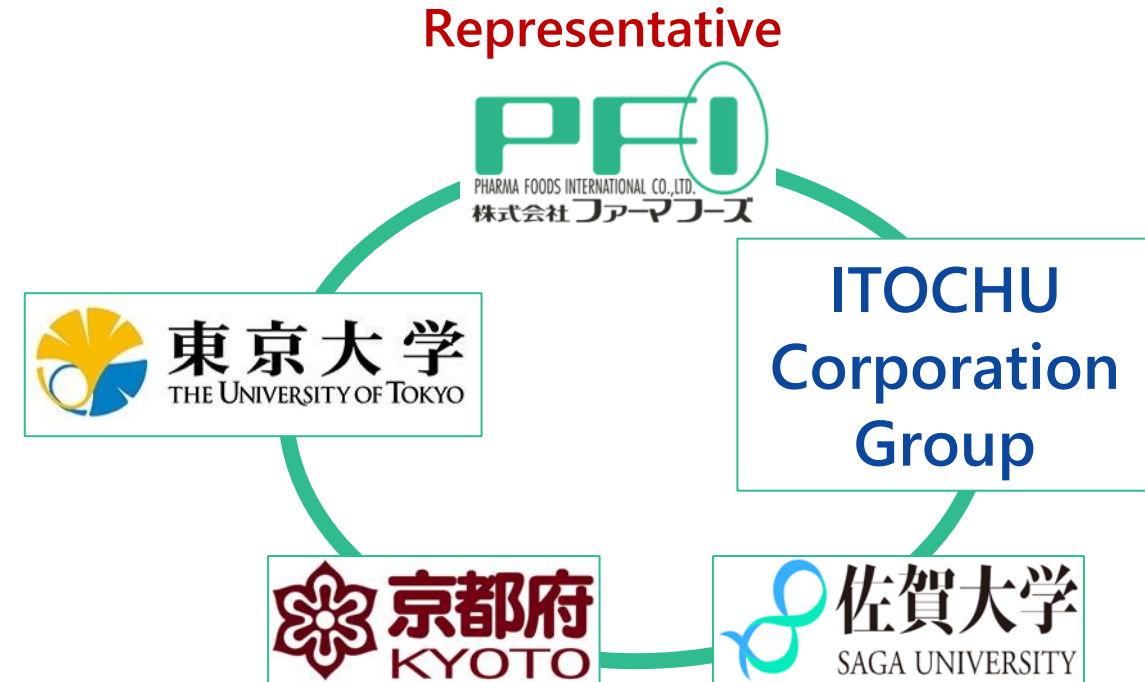 Representative
PFI
PHARMA FOODS INTERNATIONAL CO.,LTD.
株式会社ファーマフーズ
ITOCHU
Corporation
Group
東京大学
THE UNIVERSITY OF TOKYO
京都府
KYOTO
佐賀大学
SAGA UNIVERSITY